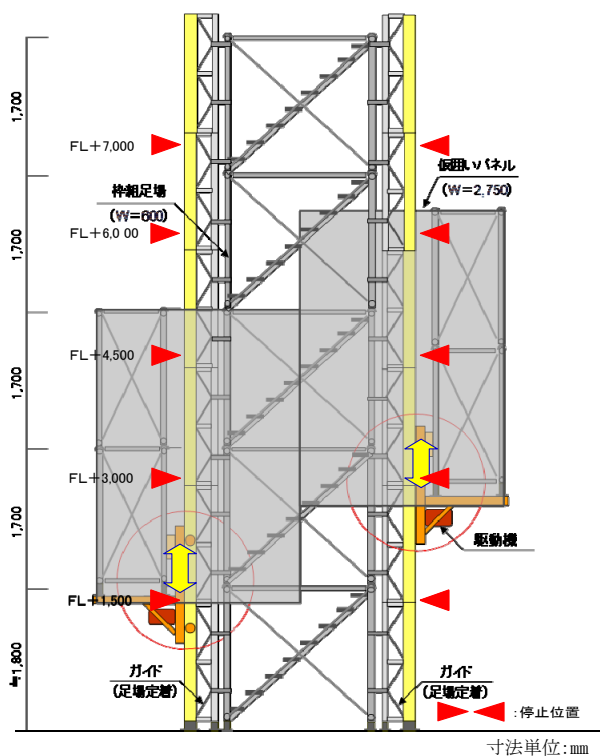 1,700
FL+7,000
仮囲いパネル
(W=2,750)
枠組足場
(W=600)
1,700
FL+6,0 00
FL+4,500
1,700
FL+3,000
1,700
駆動機
FL+1,500
≒1,800
ガイド
(足場定着)
ガイド
(足場定着)
:停止位置
寸法単位:mm